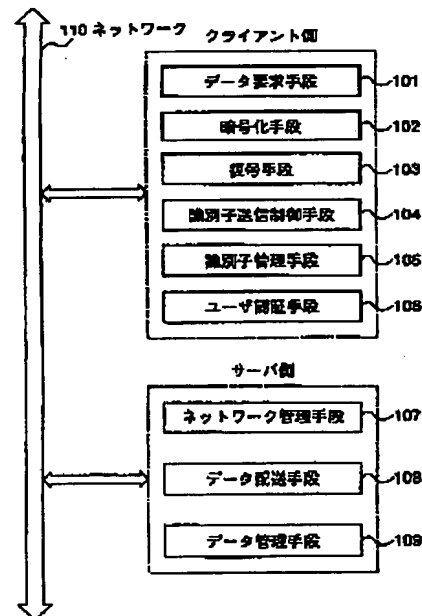 110 ネットワーク
クライアント側
データ要求手段
101
暗号化手段
102
復号手段
103
識別子送信制御手段
104
識別子管理手段
105
ユーザ認証手段
106
サーバ側
ネットワーク管理手段
107
データ配送手段
108
データ管理手段
109